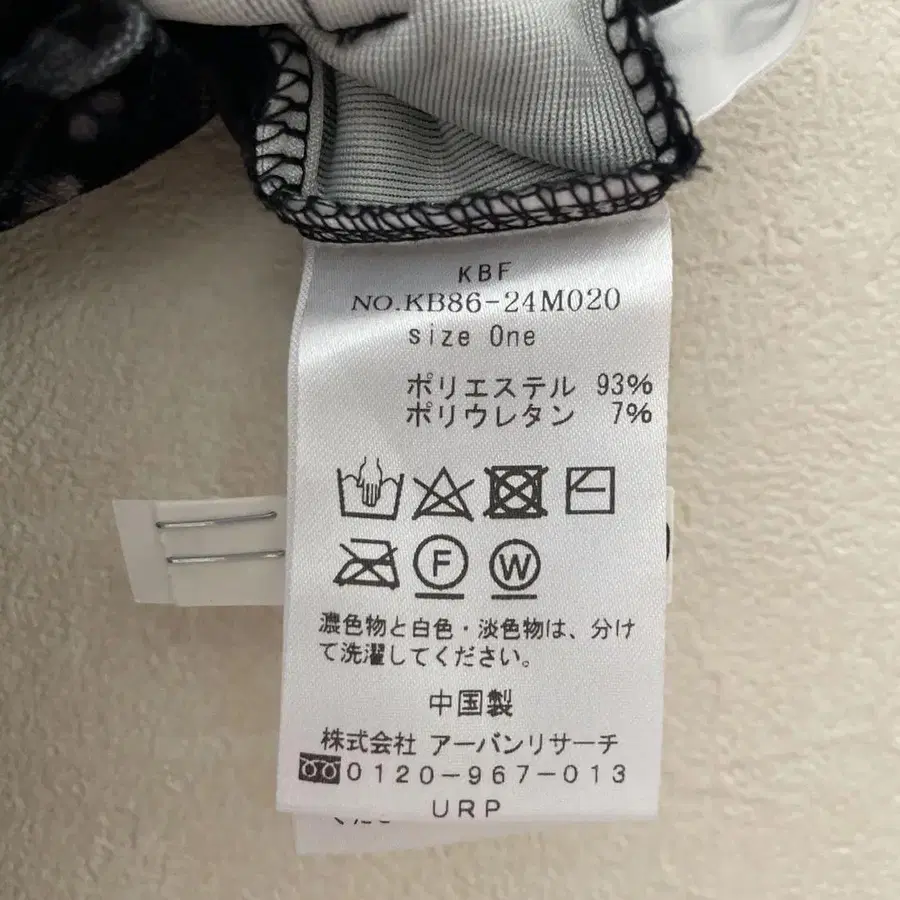 KBF
NO.KB86-24M020
size One
ポリエステル 93%
ポリウレタン 7%
F W
濃色物と白色・淡色物は、分け
て洗濯してください。
中国製
株式会社 アーバンリサーチ
0120-967-013
URP